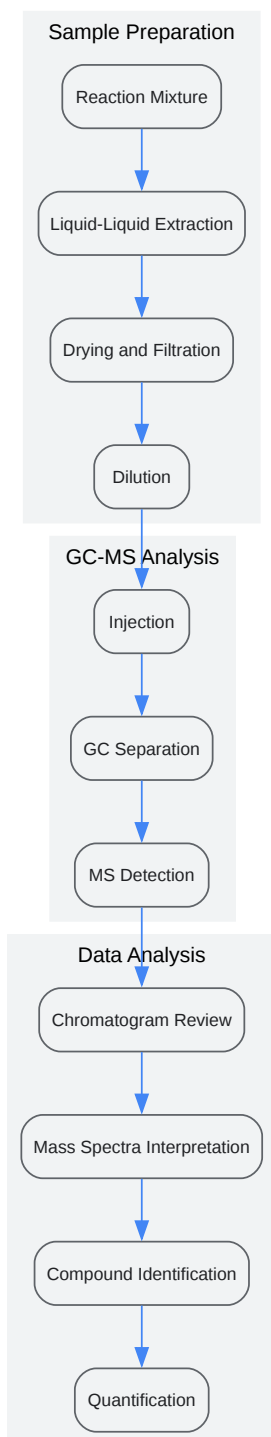 Sample Preparation
Reaction Mixture
Liquid-Liquid Extraction
Drying and Filtration
Dilution
GC-MS Analysis
Injection
GC Separation
MS Detection
Data Analysis
Chromatogram Review
Mass Spectra Interpretation
Compound Identification
Quantification